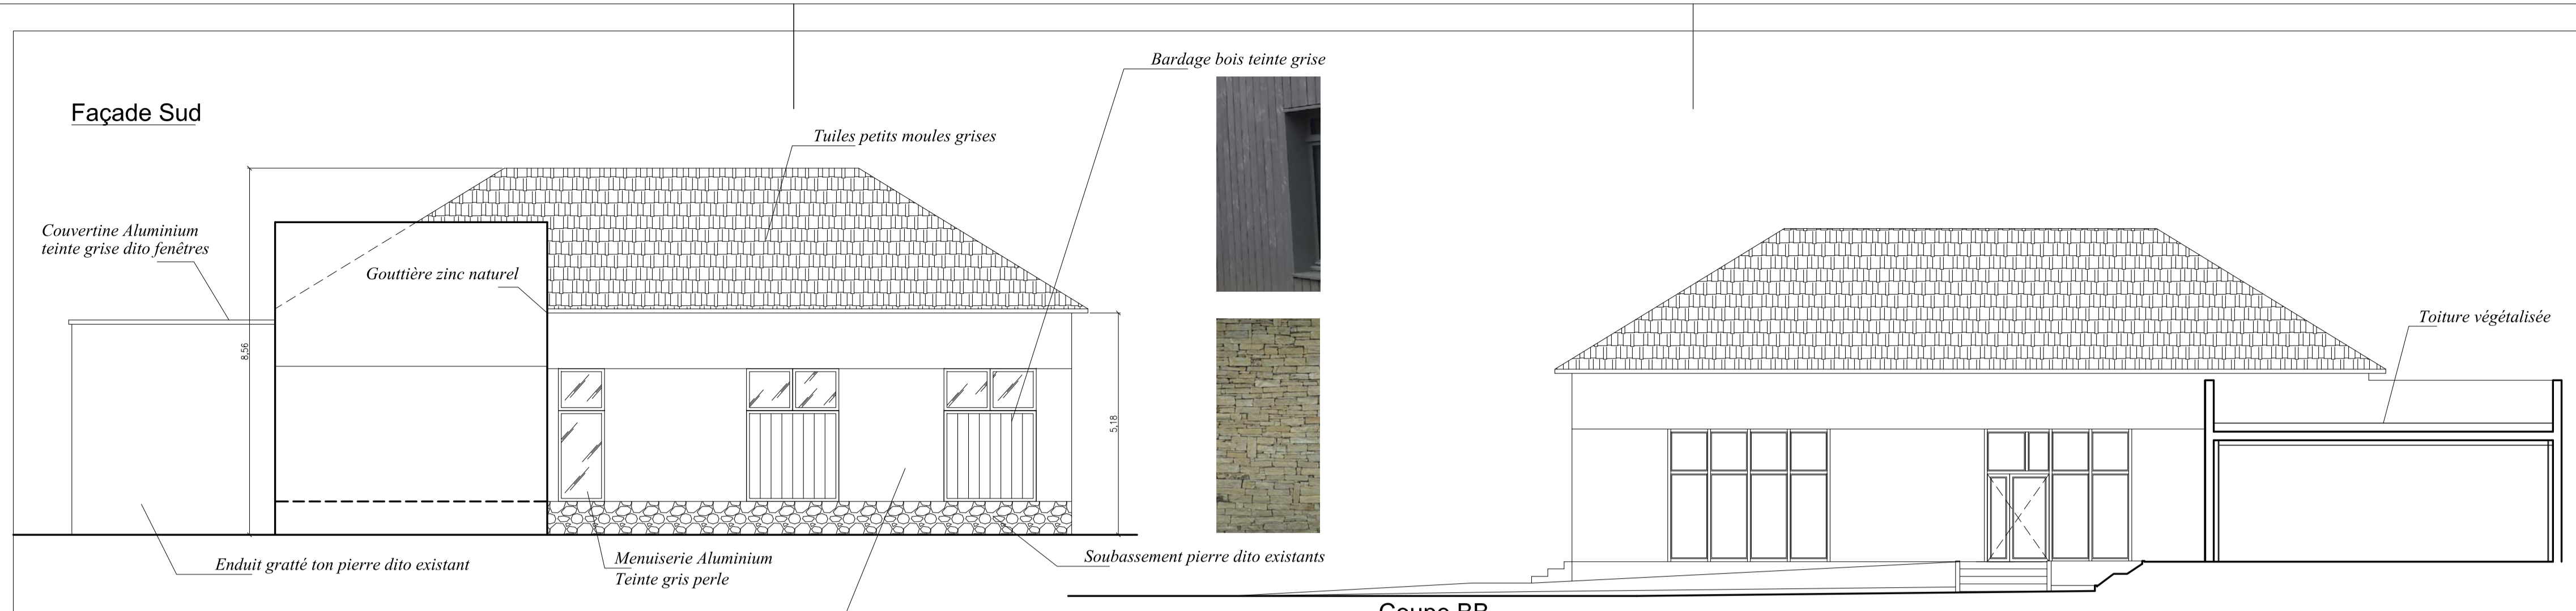 Façade Sud
Bardage bois teinte grise
Tuiles petits moules grises
Couvertine Aluminium
teinte grise dito fenêtres
Gouttière zinc naturel
8,56
5,18
Toiture végétalisée
Enduit gratté ton pierre dito existant
Menuiserie Aluminium
Teinte gris perle
Soubassement pierre dito existants
Coupe BB